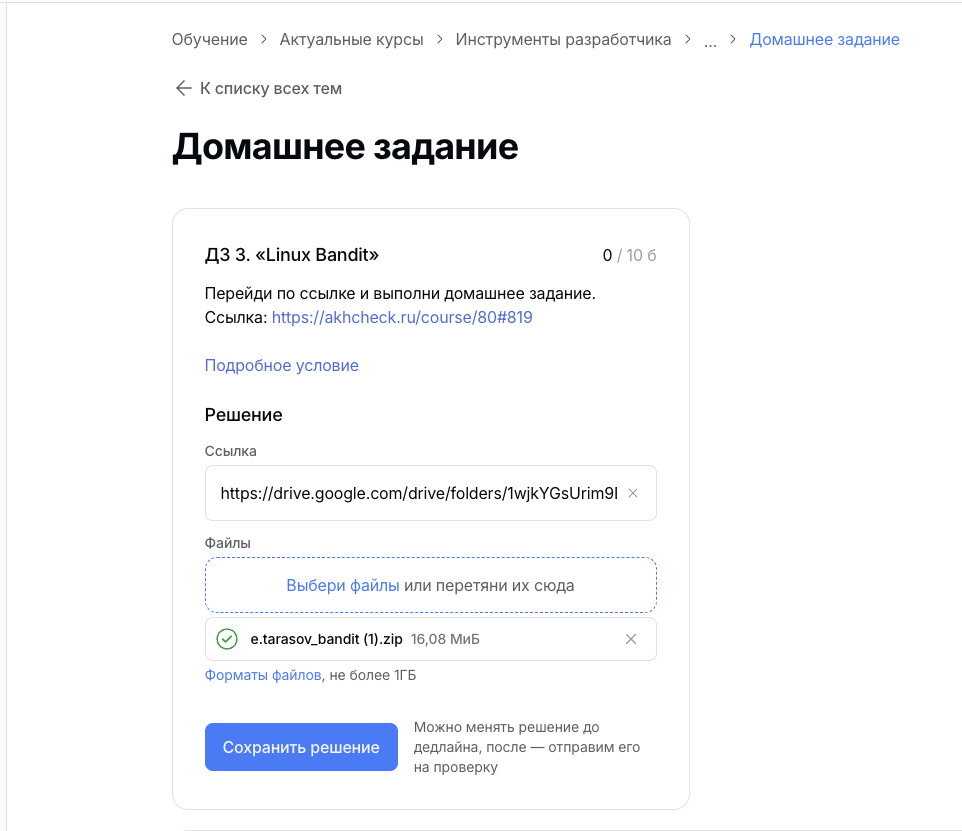 Обучение > Актуальные курсы > Инструменты разработчика > ... > Домашнее задание
← К списку всех тем
Домашнее задание
ДЗ 3. «Linux Bandit» 0 / 10 б
Перейди по ссылке и выполни домашнее задание.
Ссылка: https://akhcheck.ru/course/80#819
Подробное условие
Решение
Ссылка
https://drive.google.com/drive/folders/1wjkYGsUrim9I
Файлы
Выбери файлы или перетяни их сюда
e.tarasov_bandit (1).zip 16,08 МиБ
Форматы файлов, не более 1ГБ
Сохранить решение
Можно менять решение до
дедлайна, после — отправим его
на проверку